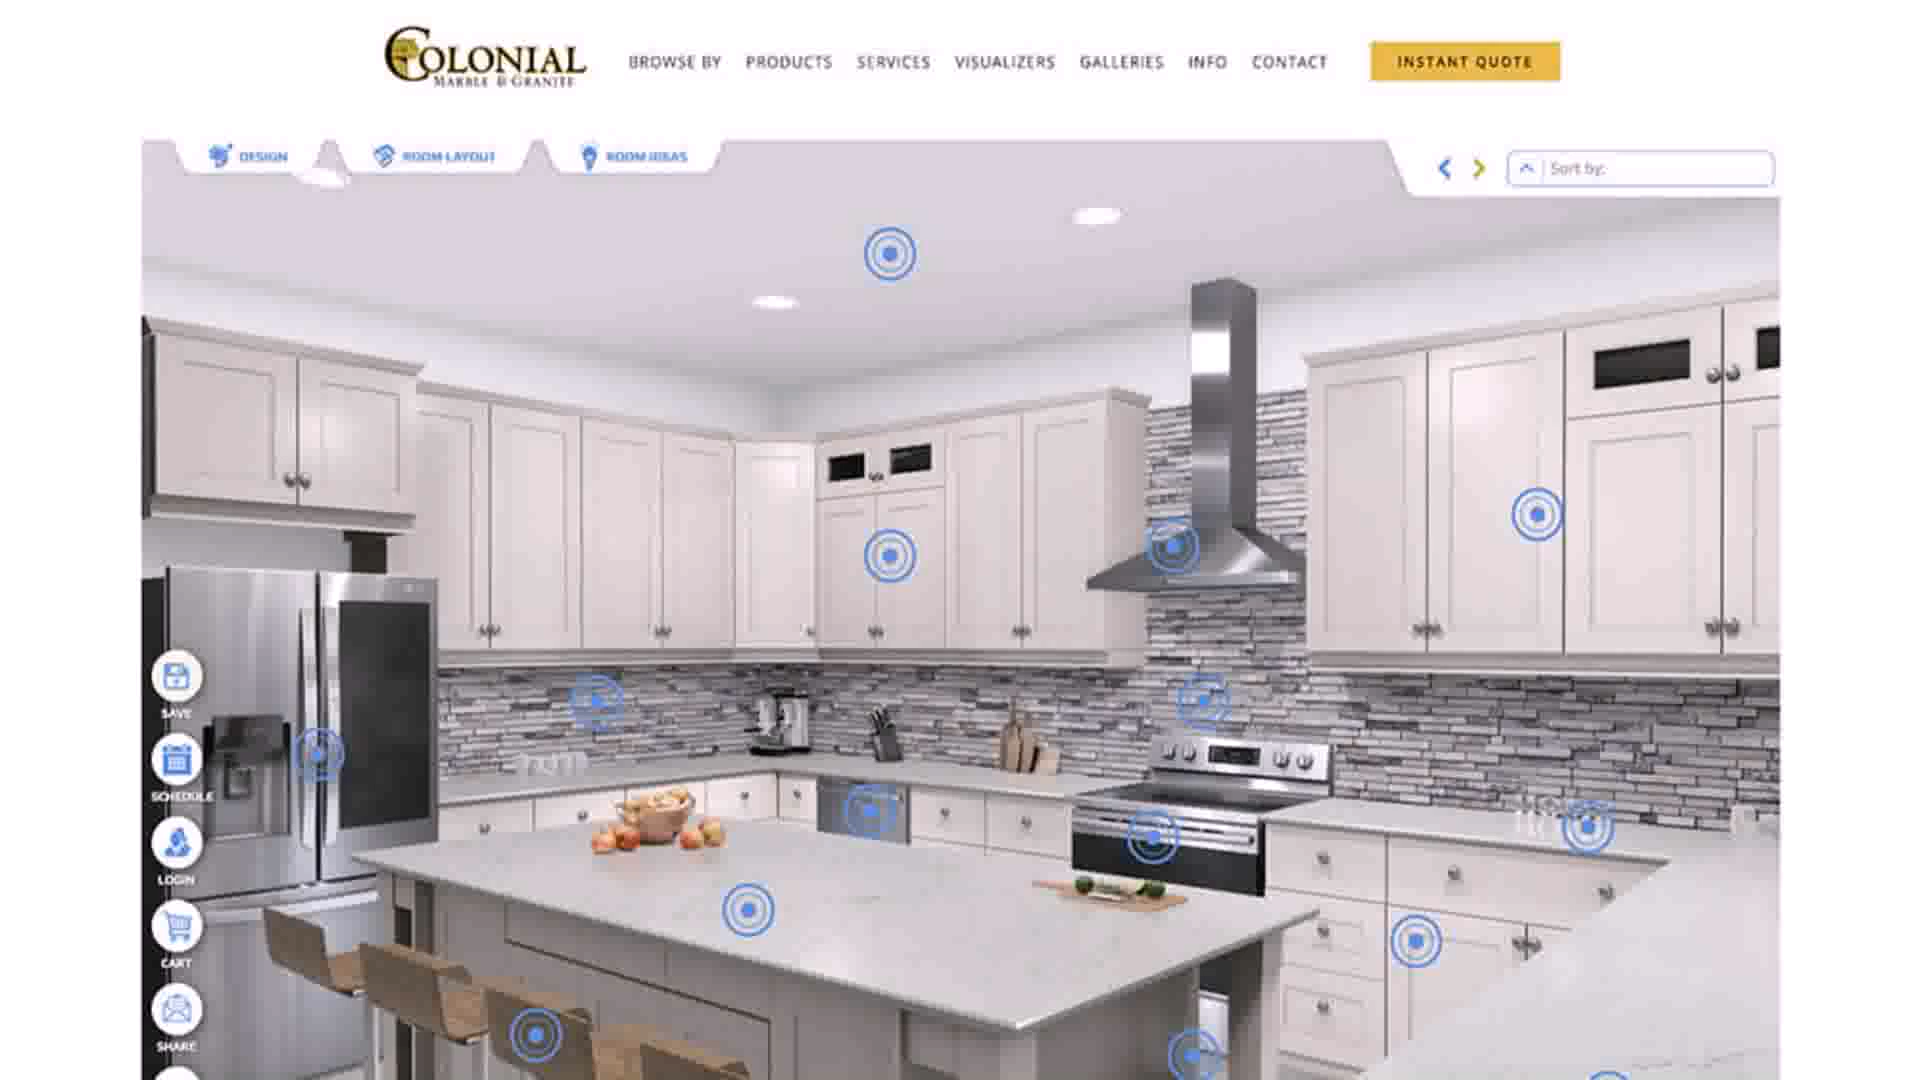 COLONIAL
MARBLE & GRANITE
BROWSE BY PRODUCTS SERVICES VISUALIZERS GALLERIES INFO CONTACT
INSTANT QUOTE
DESIGN
ROOM LAYOUT
ROOM IDEAS
Sort by:
SAVE
SCHEDULE
LOGIN
CART
SHARE